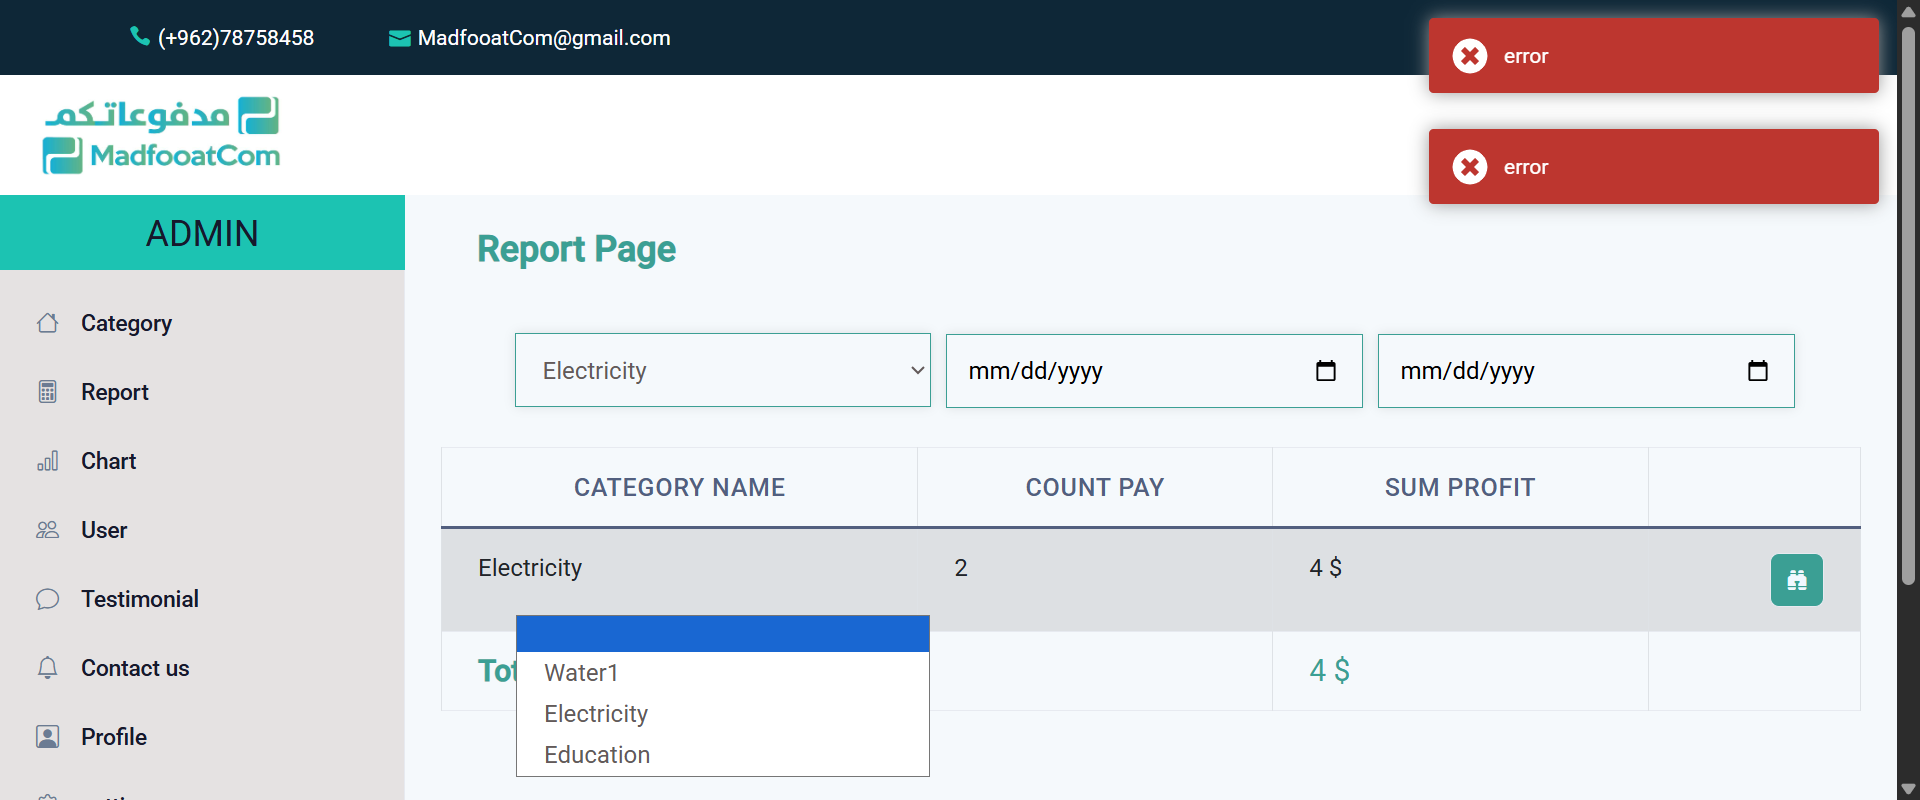 (+962)78758458
MadfooatCom@gmail.com
error
error
مدفوعاتكم
MadfooatCom
ADMIN
Category
Report
Chart
User
Testimonial
Contact us
Profile
Report Page
Electricity
mm/dd/yyyy
mm/dd/yyyy
CATEGORY NAME
COUNT PAY
SUM PROFIT
Electricity
2
4 $
4 $
Water1
Electricity
Education